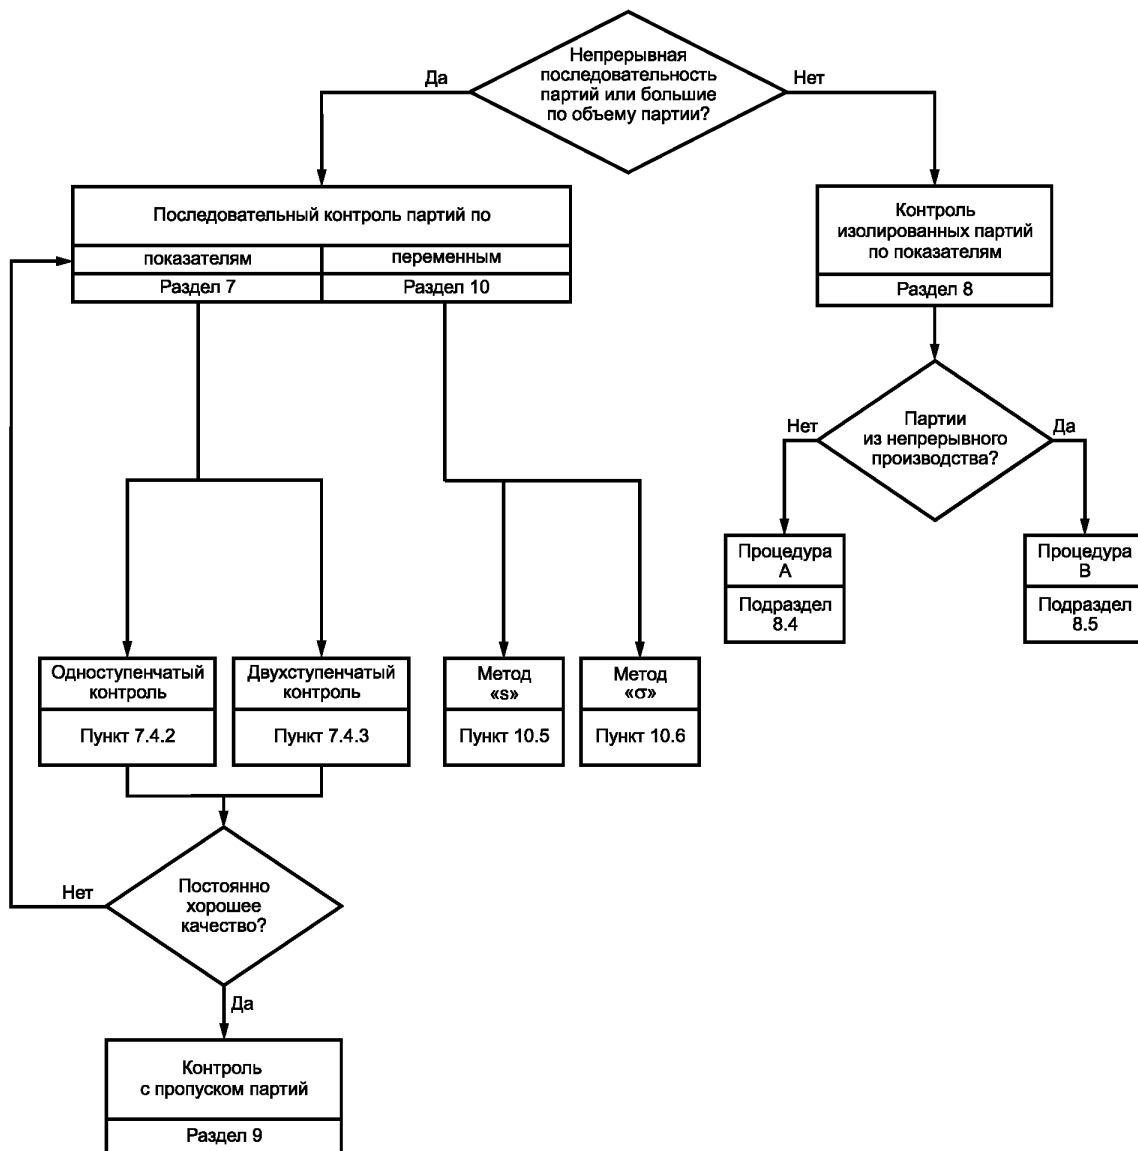 Непрерывная
последовательность
партий или большие
по объему партии?
Да
Нет
Последовательный контроль партий по
показателям
переменным
Раздел 7
Раздел 10
Контроль
изолированных партий
по показателям
Раздел 8
Партии
из непрерывного
производства?
Нет
Да
Процедура
А
Подраздел
8.4
Процедура
В
Подраздел
8.5
Одноступенчатый
контроль
Пункт 7.4.2
Двухступенчатый
контроль
Пункт 7.4.3
Метод
«s»
Пункт 10.5
Метод
«σ»
Пункт 10.6
Постоянно
хорошее
качество?
Нет
Да
Контроль
с пропуском партий
Раздел 9